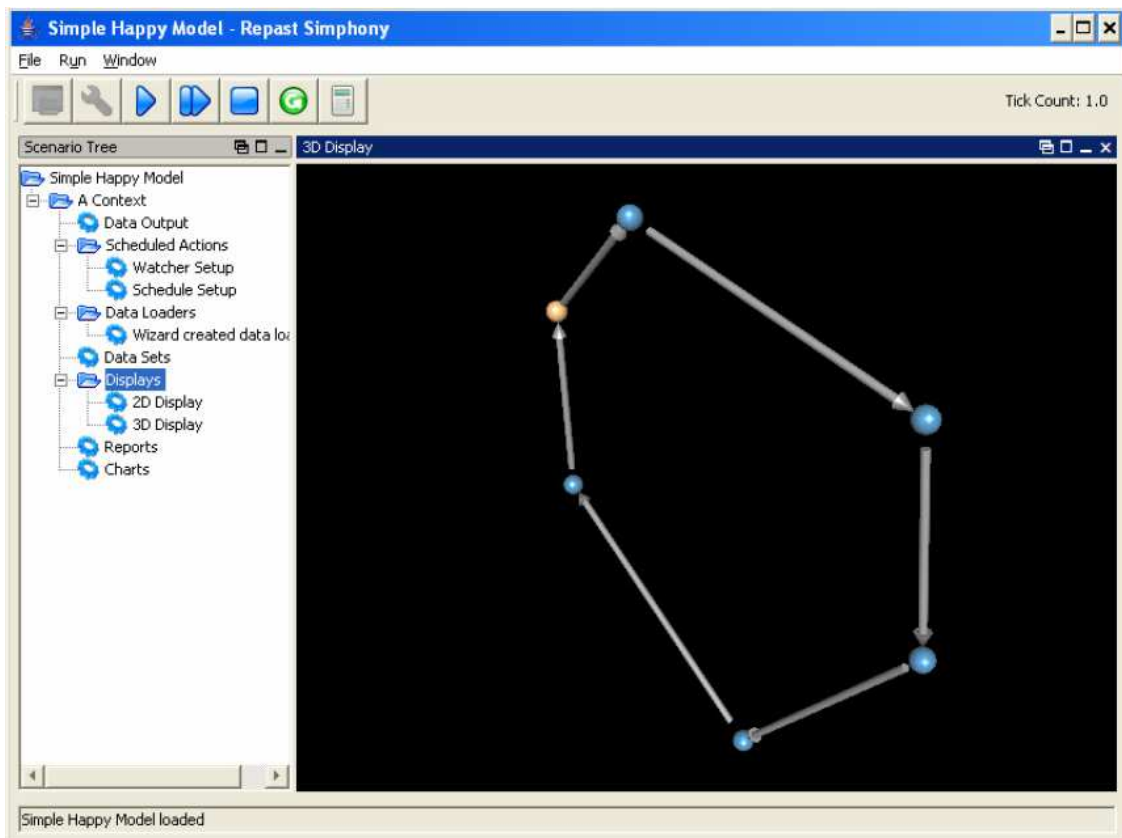 Simple Happy Model - Repast Simphony
File Run Window
Tick Count: 1.0
Scenario Tree
3D Display
Simple Happy Model
A Context
Data Output
Scheduled Actions
Watcher Setup
Schedule Setup
Data Loaders
Wizard created data loa
Data Sets
Displays
2D Display
3D Display
Reports
Charts
Simple Happy Model loaded